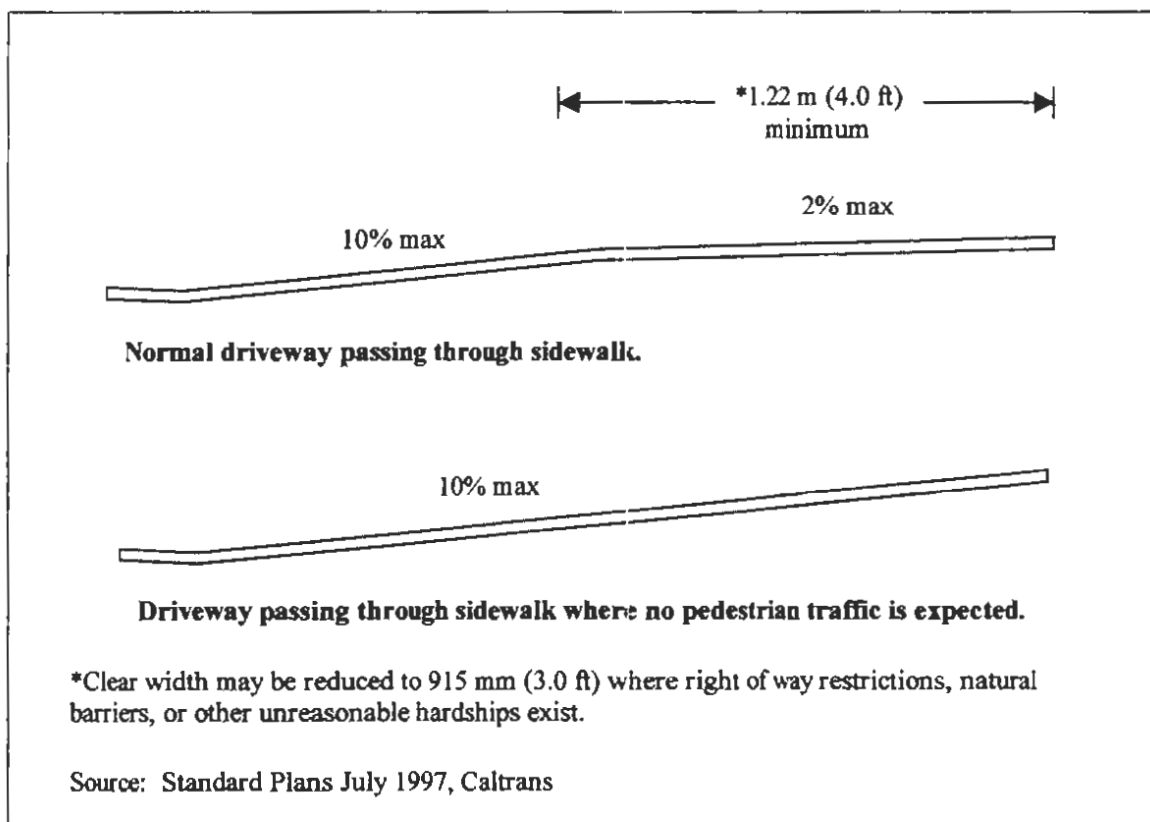 *1.22 m (4.0 ft)
minimum
2% max
10% max
Normal driveway passing through sidewalk.
10% max
Driveway passing through sidewalk where no pedestrian traffic is expected.
*Clear width may be reduced to 915 mm (3.0 ft) where right of way restrictions, natural
barriers, or other unreasonable hardships exist.
Source: Standard Plans July 1997, Caltrans